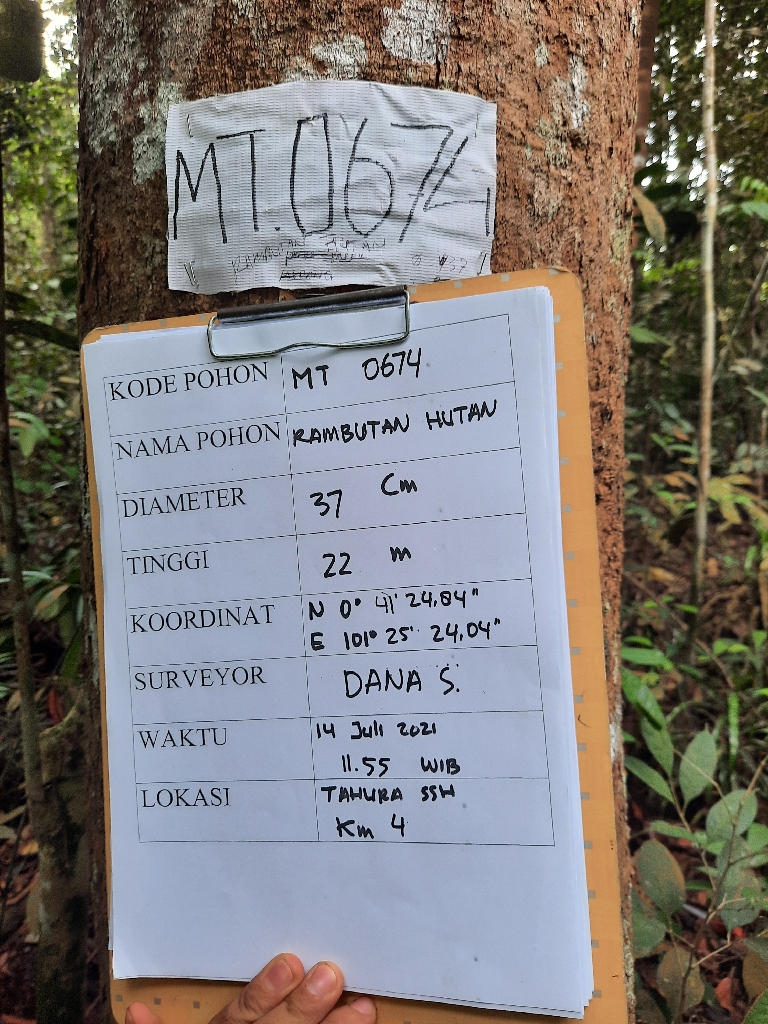 MT.0674
RAMBUTAN HUTAN
KODE POHON MT 0674
NAMA POHON RAMBUTAN HUTAN
DIAMETER 37 Cm
TINGGI 22 m
KOORDINAT N 0° 41' 24,84"
E 101° 25' 24,04"
SURVEYOR DANA S.
WAKTU 14 Juli 2021
11.55 WIB
LOKASI TAHURA SSH
Km 4